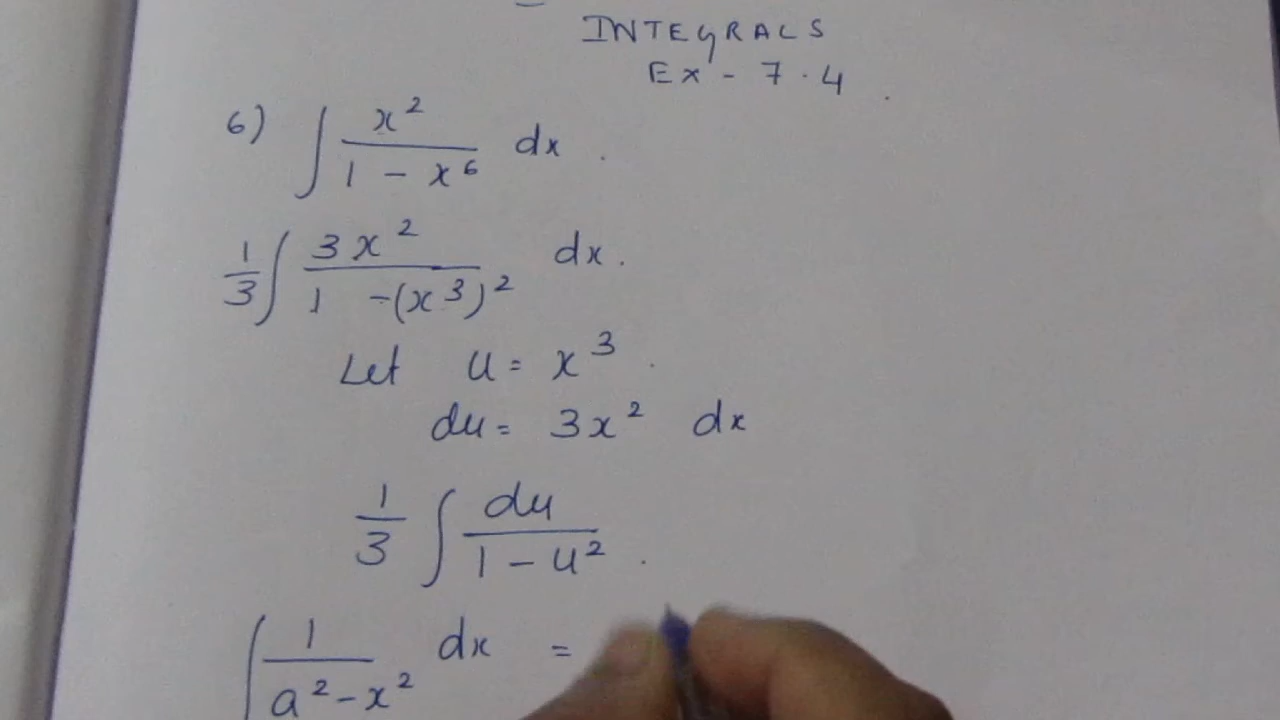 INTEGRALS
Ex - 7.4
6) ∫ x² / (1 - x⁶) dx .
1/3 ∫ 3x² / (1 - (x³)²) dx .
Let u = x³ .
du = 3x² dx
1/3 ∫ du / (1 - u²) .
∫ 1 / (a² - x²) dx =